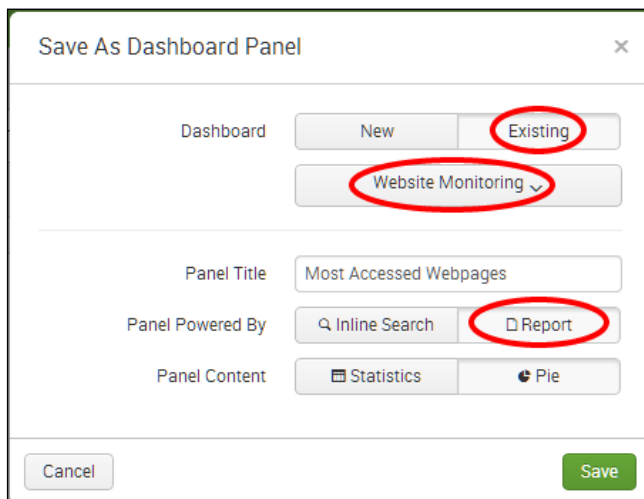 Save As Dashboard Panel ×
Dashboard New Existing
Website Monitoring
Panel Title Most Accessed Webpages
Panel Powered By Inline Search Report
Panel Content Statistics Pie
Cancel Save